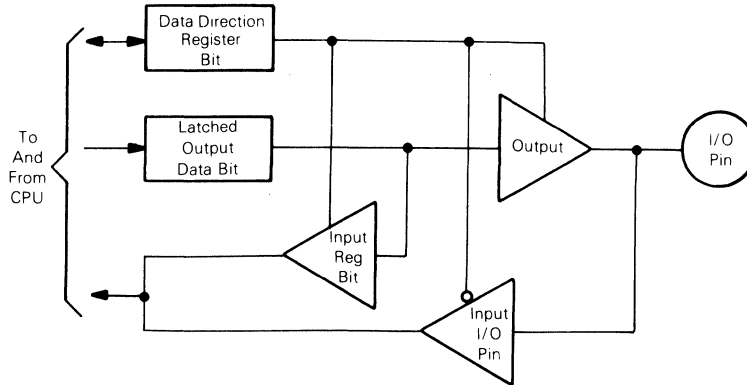 Data Direction
Register
Bit
To
And
From
CPU
Latched
Output
Data Bit
Output
I/O
Pin
Input
Reg
Bit
Input
I/O
Pin